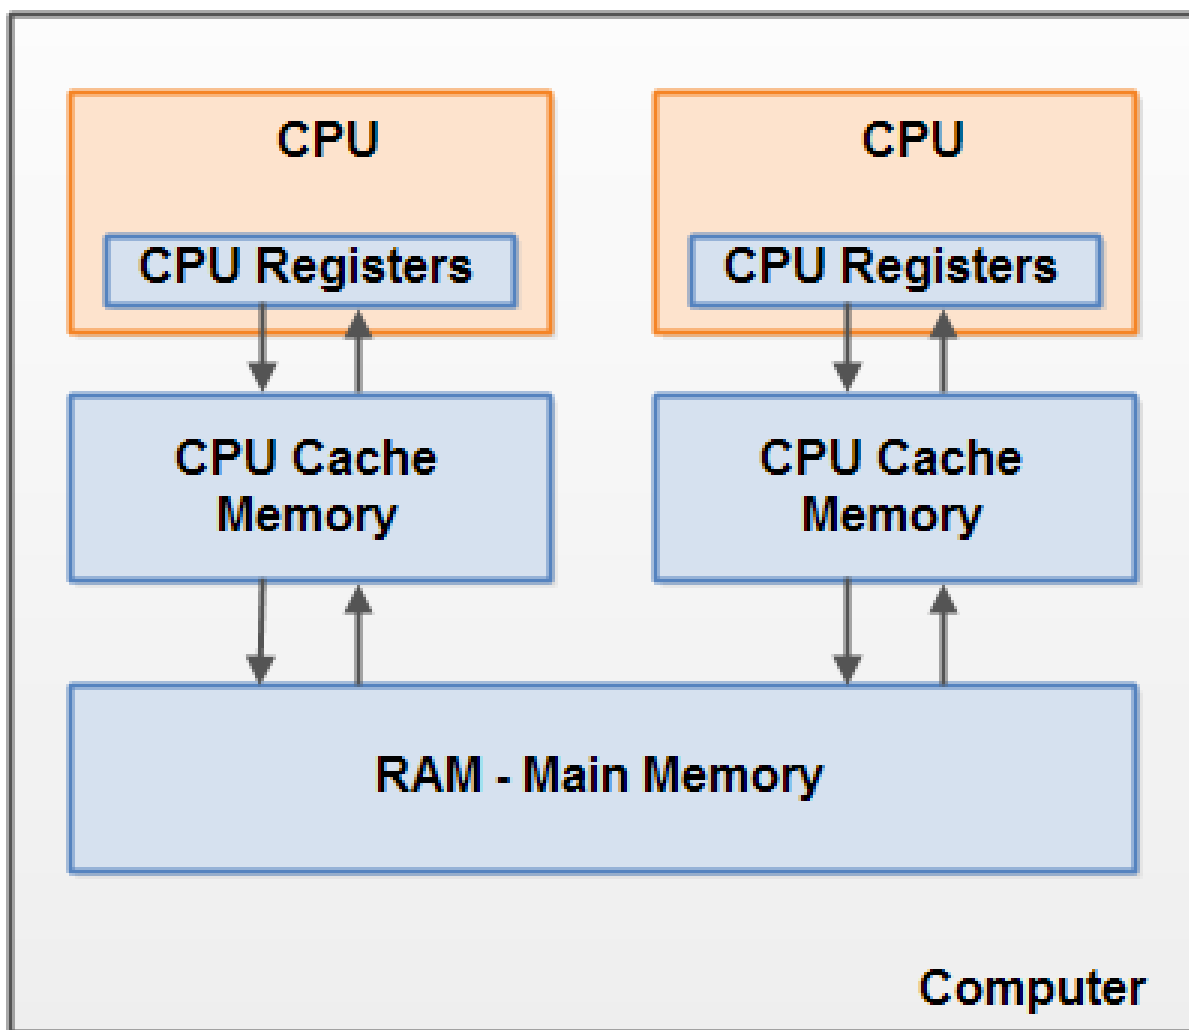 CPU
CPU
CPU Registers
CPU Registers
CPU Cache
Memory
CPU Cache
Memory
RAM - Main Memory
Computer